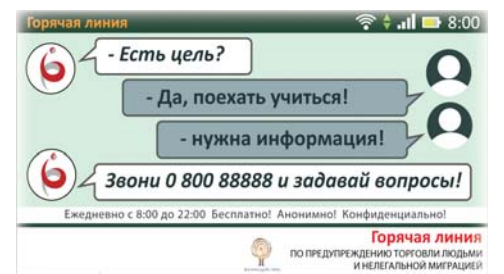 Горячая линия 8:00
- Есть цель?
- Да, поехать учиться!
- нужна информация!
Звони 0 800 88888 и задавай вопросы!
Ежедневно с 8:00 до 22:00 Бесплатно! Анонимно! Конфиденциально!
Горячая линия
ПО ПРЕДУПРЕЖДЕНИЮ ТОРГОВЛИ ЛЮДЬМИ
И НЕЛЕГАЛЬНОЙ МИГРАЦИЕЙ